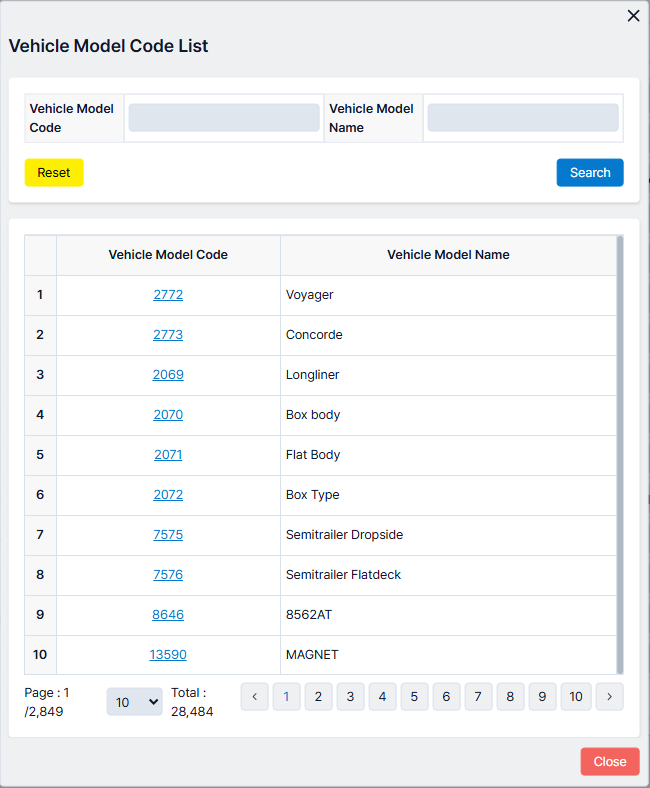 Vehicle Model Code List
Vehicle Model Code
Vehicle Model Name
Reset
Search
Vehicle Model Code Vehicle Model Name
1 2772 Voyager
2 2773 Concorde
3 2069 Longliner
4 2070 Box body
5 2071 Flat Body
6 2072 Box Type
7 7575 Semitrailer Dropside
8 7576 Semitrailer Flatdeck
9 8646 8562AT
10 13590 MAGNET
Page : 1 /2,849
10
Total : 28,484
‹ 1 2 3 4 5 6 7 8 9 10 ›
Close